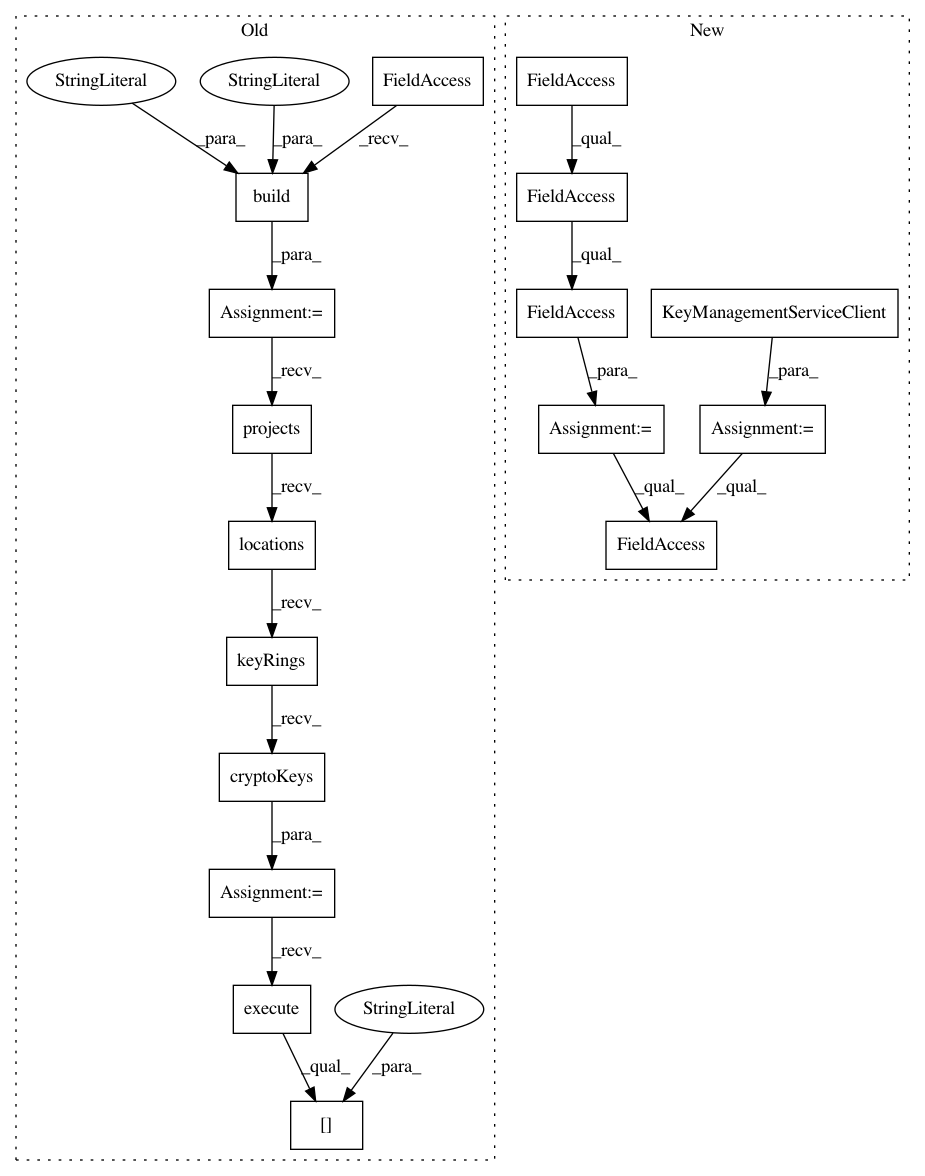 Old
New
StringLiteral
StringLiteral
FieldAccess
FieldAccess
_para_
_para_
_recv_
_qual_
build
FieldAccess
_para_
_qual_
Assignment:=
FieldAccess
KeyManagementServiceClient
_recv_
_para_
_para_
projects
Assignment:=
Assignment:=
_recv_
_qual_
_qual_
locations
FieldAccess
_recv_
keyRings
_recv_
cryptoKeys
_para_
Assignment:=
_recv_
execute
StringLiteral
_qual_
_para_
[]